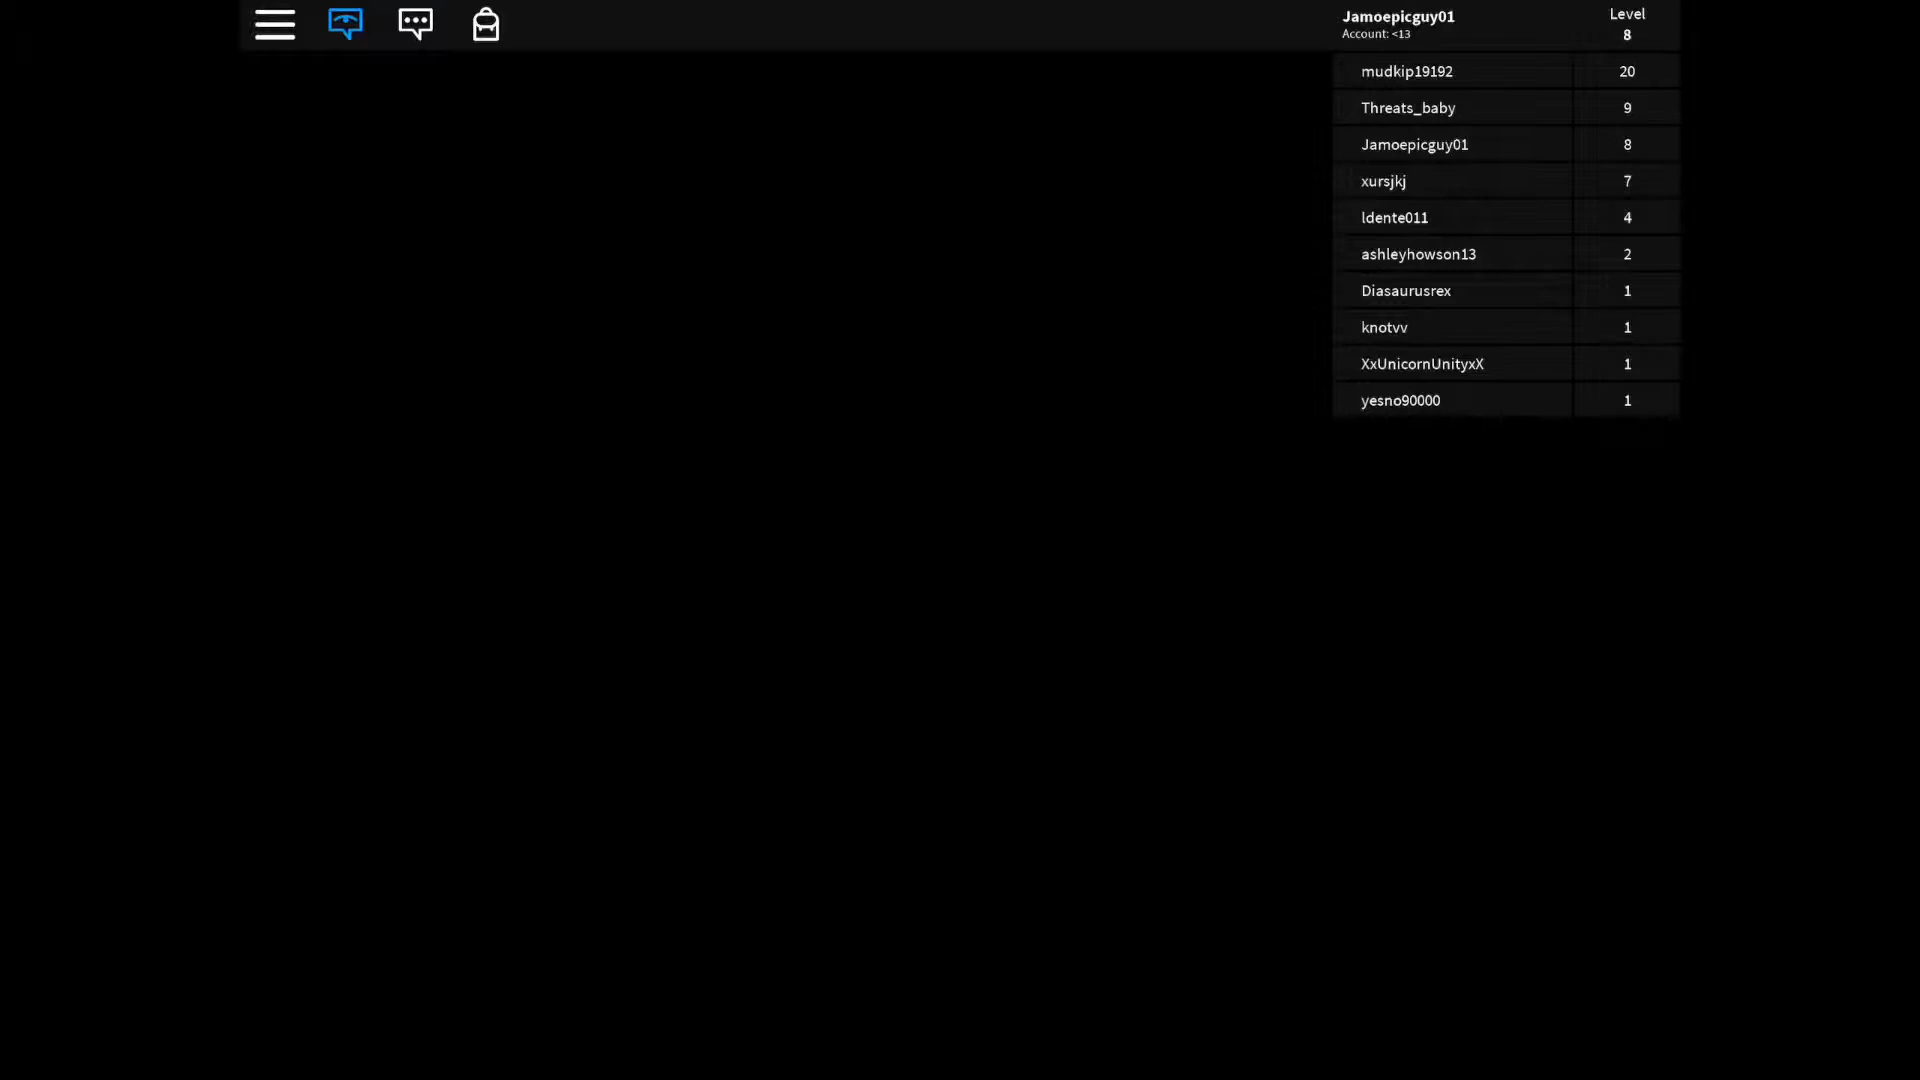 Jamoepicguy01 Level
Account: <13 8
mudkip19192 20
Threats_baby 9
Jamoepicguy01 8
xursjkj 7
ldente011 4
ashleyhowson13 2
Diasaurusrex 1
knotvv 1
XxUnicornUnityxX 1
yesno90000 1